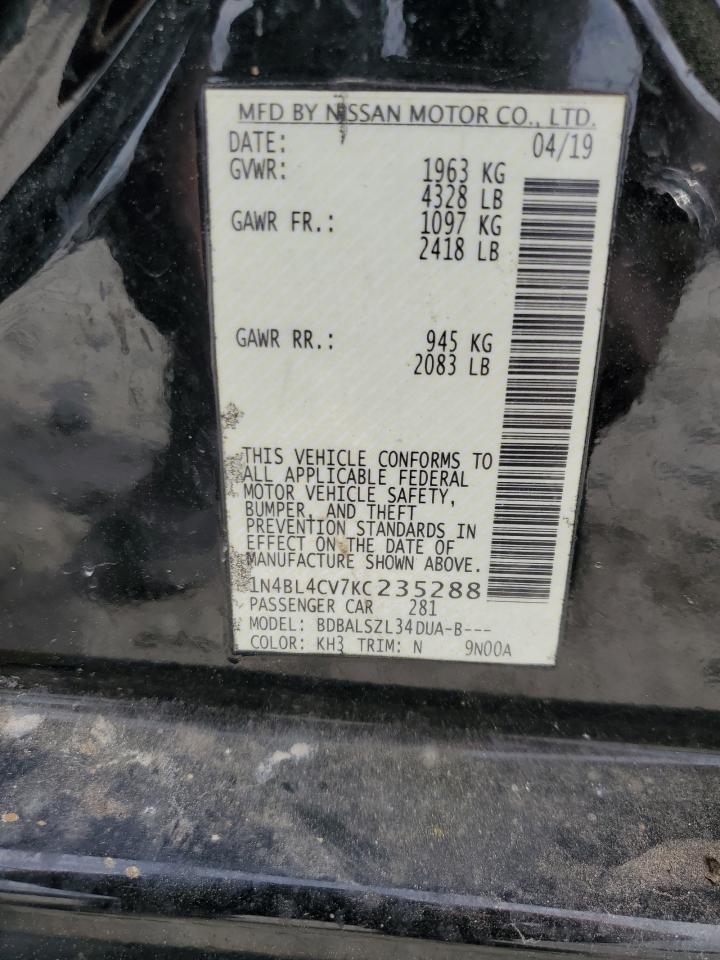 MFD BY NISSAN MOTOR CO., LTD.
DATE: 04/19
GVWR: 1963 KG
4328 LB
GAWR FR.: 1097 KG
2418 LB
GAWR RR.: 945 KG
2083 LB
THIS VEHICLE CONFORMS TO
ALL APPLICABLE FEDERAL
MOTOR VEHICLE SAFETY,
BUMPER, AND THEFT
PREVENTION STANDARDS IN
EFFECT ON THE DATE OF
MANUFACTURE SHOWN ABOVE.
1N4BL4CV7KC235288
PASSENGER CAR 281
MODEL: BDBALSZL34DUA-B---
COLOR: KH3 TRIM: N 9N00A